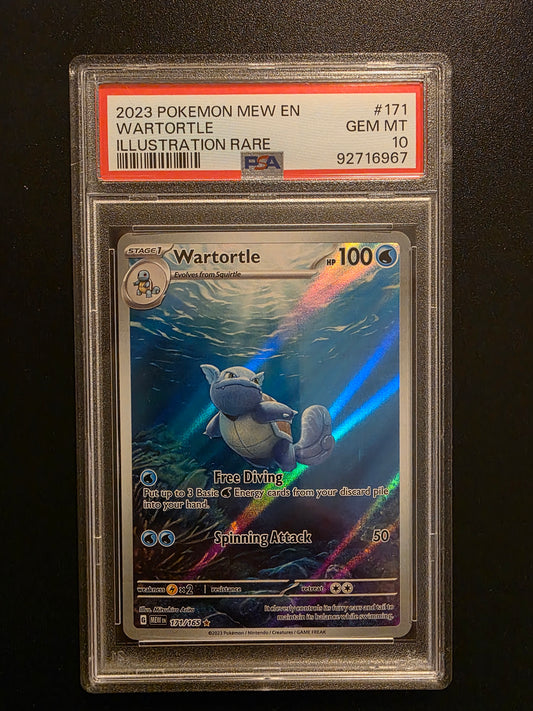 2023 POKEMON MEW EN #171
WARTORTLE GEM MT
ILLUSTRATION RARE 10
PSA 92716967
STAGE 1 Wartortle HP 100
Evolves from Squirtle
Free Diving
Put up to 3 Basic Energy cards from your discard pile
into your hand.
Spinning Attack 50
weakness ×2 resistance retreat
Illus. Mitsuhiro Arita
It cleverly controls its furry ears and tail to
maintain its balance while swimming.
G MEW EN 171/165
©2023 Pokémon / Nintendo / Creatures / GAME FREAK